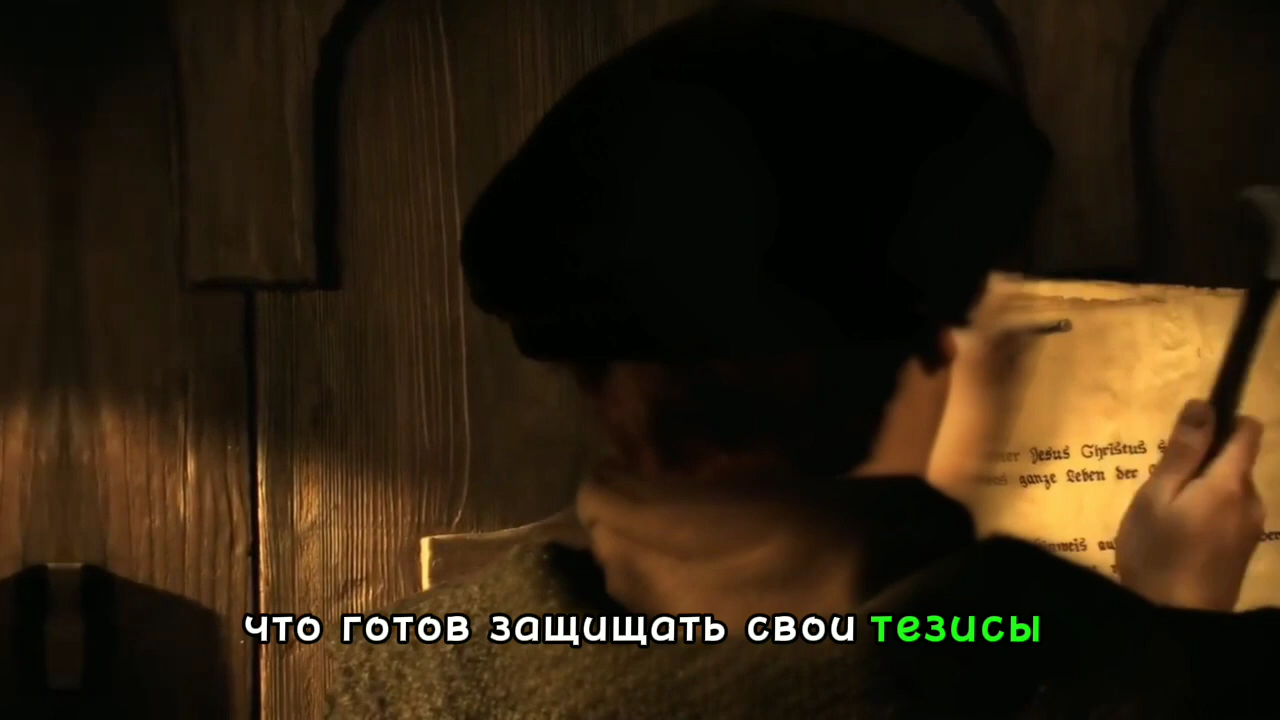 Jesus Christus
ganze Leben der
что готов защищать свои тезисы